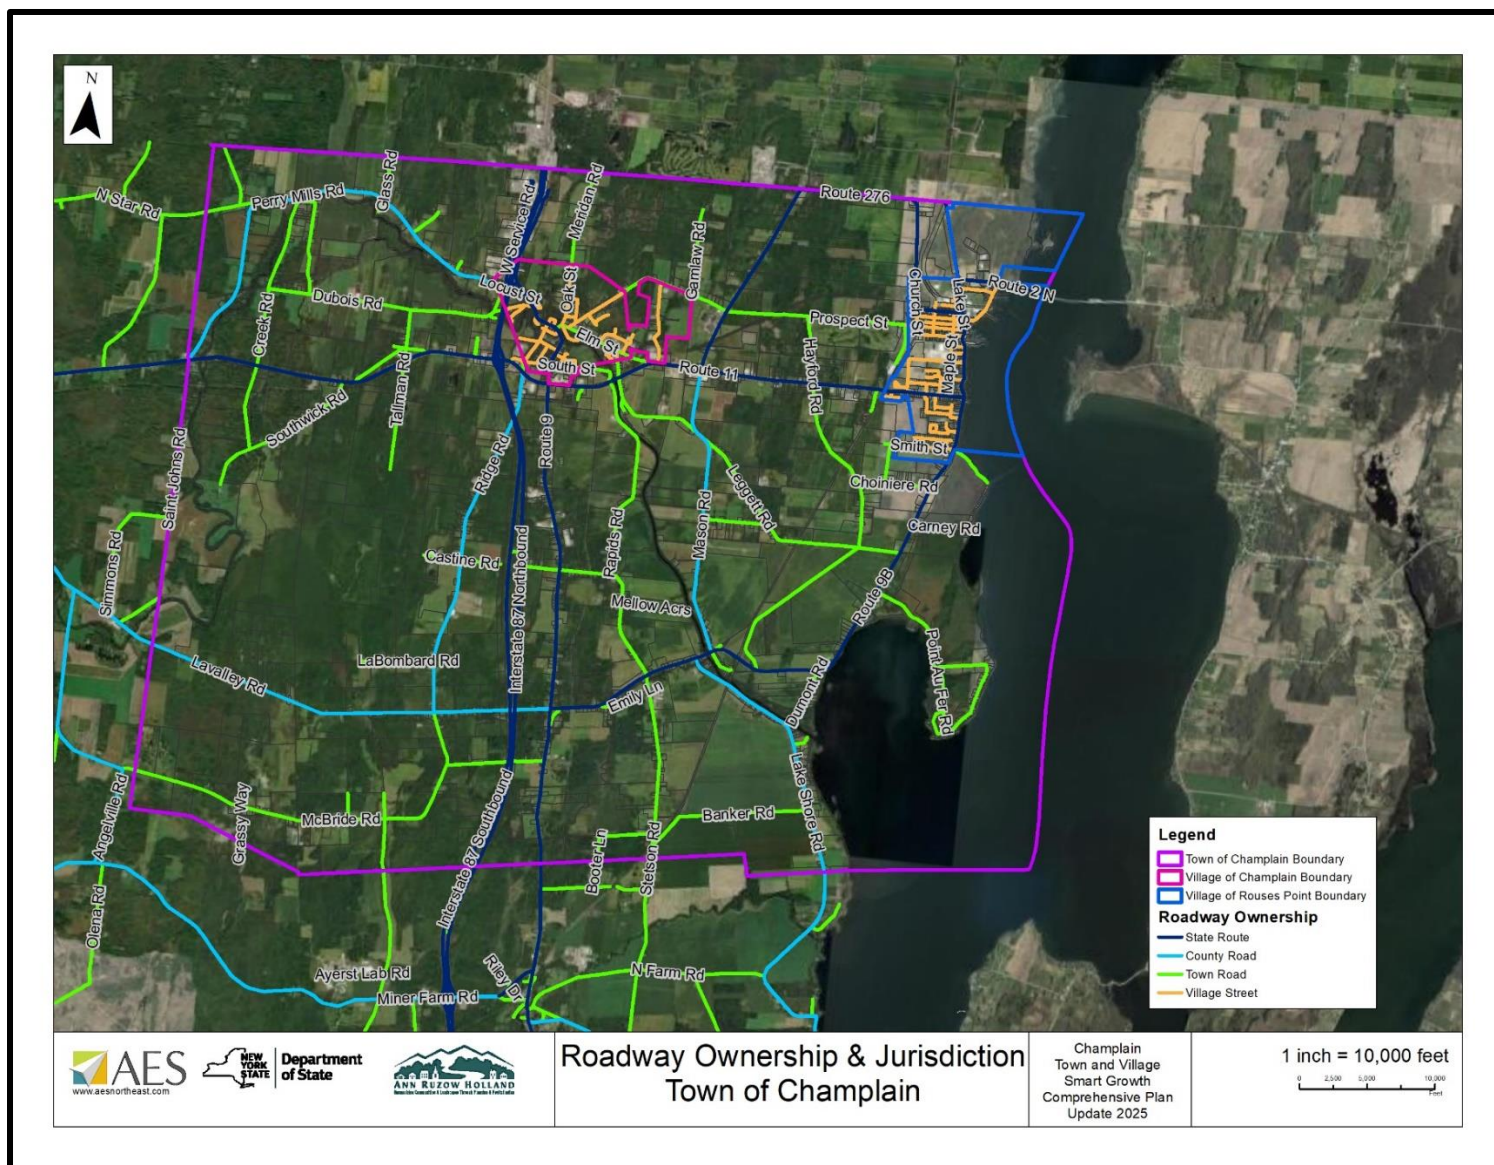 N
N Star Rd
Perry Mills Rd
Glass Rd
W Service Rd
Meridan Rd
Route 276
Gamlaw Rd
Locust St
Oak St
Church St
Lake St
Route 2 N
Dubois Rd
Creek Rd
Elm St
Prospect St
Maple St
South St
Route 11
Hayford Rd
Tallman Rd
Southwick Rd
Route 9
Smith St
Saint Johns Rd
Ridge Rd
Leggett Rd
Choiniere Rd
Mason Rd
Carney Rd
Simmons Rd
Castine Rd
Rapids Rd
Interstate 87 Northbound
Mellow Acrs
Route 9B
LaBombard Rd
Point Au Fer Rd
Lavalley Rd
Emily Ln
Dumont Rd
Angelville Rd
Grassy Way
McBride Rd
Interstate 87 Southbound
Lake Shore Rd
Banker Rd
Booter Ln
Stetson Rd
Olena Rd
Ayerst Lab Rd
Miner Farm Rd
Riley Dr
N Farm Rd
Legend
Town of Champlain Boundary
Village of Champlain Boundary
Village of Rouses Point Boundary
Roadway Ownership
State Route
County Road
Town Road
Village Street
AES
www.aesnortheast.com
NEW
YORK
STATE
Department
of State
ANN RUZOW HOLLAND
Roadway Ownership & Jurisdiction
Town of Champlain
Champlain
Town and Village
Smart Growth
Comprehensive Plan
Update 2025
1 inch = 10,000 feet
0 2,500 5,000 10,000
Feet